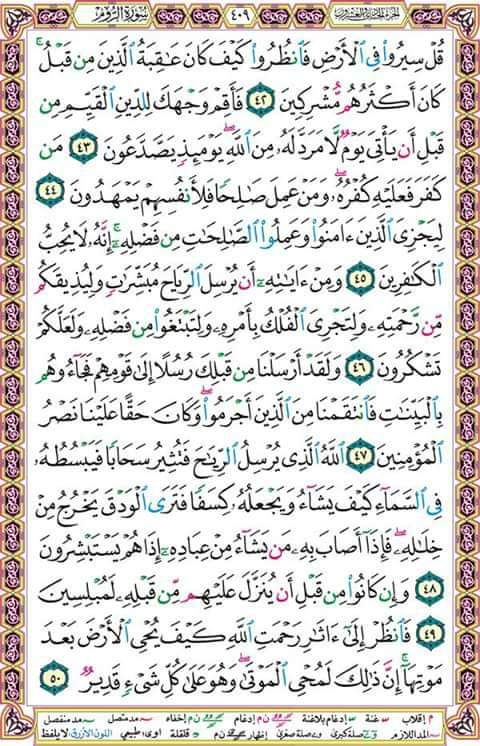 سورة الروم ٤٠٩ الجزء الحادي والعشرون
قُلْ سِيرُوا۟ فِى ٱلْأَرْضِ فَٱنظُرُوا۟ كَيْفَ كَانَ عَـٰقِبَةُ ٱلَّذِينَ مِن قَبْلُ ۚ
كَانَ أَكْثَرُهُم مُّشْرِكِينَ ٤٢ فَأَقِمْ وَجْهَكَ لِلدِّينِ ٱلْقَيِّمِ مِن
قَبْلِ أَن يَأْتِىَ يَوْمٌ لَّا مَرَدَّ لَهُۥ مِنَ ٱللَّهِ ۖ يَوْمَئِذٍ يَصَّدَّعُونَ ٤٣ مَن
كَفَرَ فَعَلَيْهِ كُفْرُهُۥ ۖ وَمَنْ عَمِلَ صَـٰلِحًا فَلِأَنفُسِهِمْ يَمْهَدُونَ ٤٤
لِيَجْزِىَ ٱلَّذِينَ ءَامَنُوا۟ وَعَمِلُوا۟ ٱلصَّـٰلِحَـٰتِ مِن فَضْلِهِۦٓ ۚ إِنَّهُۥ لَا يُحِبُّ
ٱلْكَـٰفِرِينَ ٤٥ وَمِنْ ءَايَـٰتِهِۦٓ أَن يُرْسِلَ ٱلرِّيَاحَ مُبَشِّرَٰتٍ وَلِيُذِيقَكُم
مِّن رَّحْمَتِهِۦ وَلِتَجْرِىَ ٱلْفُلْكُ بِأَمْرِهِۦ وَلِتَبْتَغُوا۟ مِن فَضْلِهِۦ وَلَعَلَّكُمْ
تَشْكُرُونَ ٤٦ وَلَقَدْ أَرْسَلْنَا مِن قَبْلِكَ رُسُلًا إِلَىٰ قَوْمِهِمْ فَجَآءُوهُم
بِٱلْبَيِّنَـٰتِ فَٱنتَقَمْنَا مِنَ ٱلَّذِينَ أَجْرَمُوا۟ ۖ وَكَانَ حَقًّا عَلَيْنَا نَصْرُ
ٱلْمُؤْمِنِينَ ٤٧ ٱللَّهُ ٱلَّذِى يُرْسِلُ ٱلرِّيَـٰحَ فَتُثِيرُ سَحَابًا فَيَبْسُطُهُۥ
فِى ٱلسَّمَآءِ كَيْفَ يَشَآءُ وَيَجْعَلُهُۥ كِسَفًا فَتَرَى ٱلْوَدْقَ يَخْرُجُ مِنْ
خِلَـٰلِهِۦ ۖ فَإِذَآ أَصَابَ بِهِۦ مَن يَشَآءُ مِنْ عِبَادِهِۦٓ إِذَا هُمْ يَسْتَبْشِرُونَ
٤٨ وَإِن كَانُوا۟ مِن قَبْلِ أَن يُنَزَّلَ عَلَيْهِم مِّن قَبْلِهِۦ لَمُبْلِسِينَ
٤٩ فَٱنظُرْ إِلَىٰٓ ءَاثَـٰرِ رَحْمَتِ ٱللَّهِ كَيْفَ يُحْىِ ٱلْأَرْضَ بَعْدَ
مَوْتِهَآ ۚ إِنَّ ذَٰلِكَ لَمُحْىِ ٱلْمَوْتَىٰ ۖ وَهُوَ عَلَىٰ كُلِّ شَىْءٍ قَدِيرٌ ٥٠
م إقلاب غنة إدغام بلاغنة ن م إدغام ن م إخفاء مد متصل مد منفصل
المد اللازم صلة كبرى صلة صغرى إظهار ن م قلقلة ا و ى: طبيعي اللون الأزرق: لا يلفظ